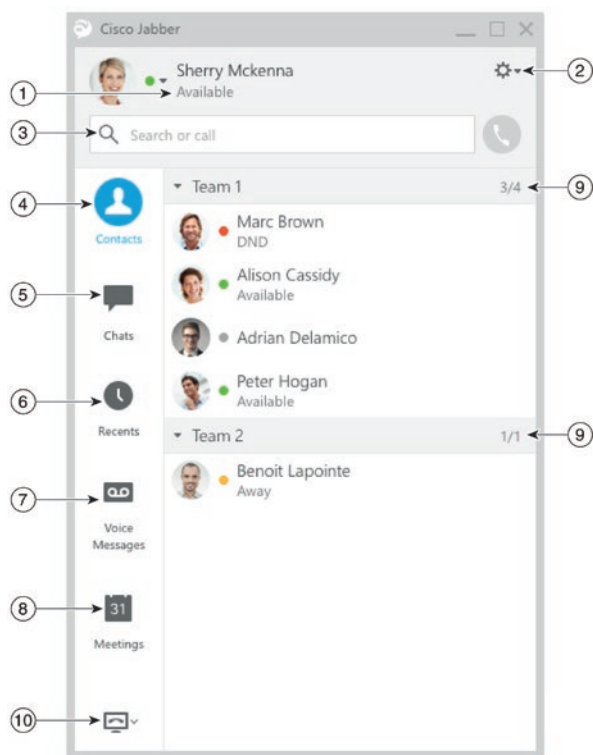 Cisco Jabber
Sherry Mckenna
Available
Search or call
1
2
3
4
Contacts
5
Chats
6
Recents
7
Voice
Messages
8
31
Meetings
10
Team 1 3/4
9
Marc Brown
DND
Alison Cassidy
Available
Adrian Delamico
Peter Hogan
Available
Team 2 1/1
9
Benoit Lapointe
Away